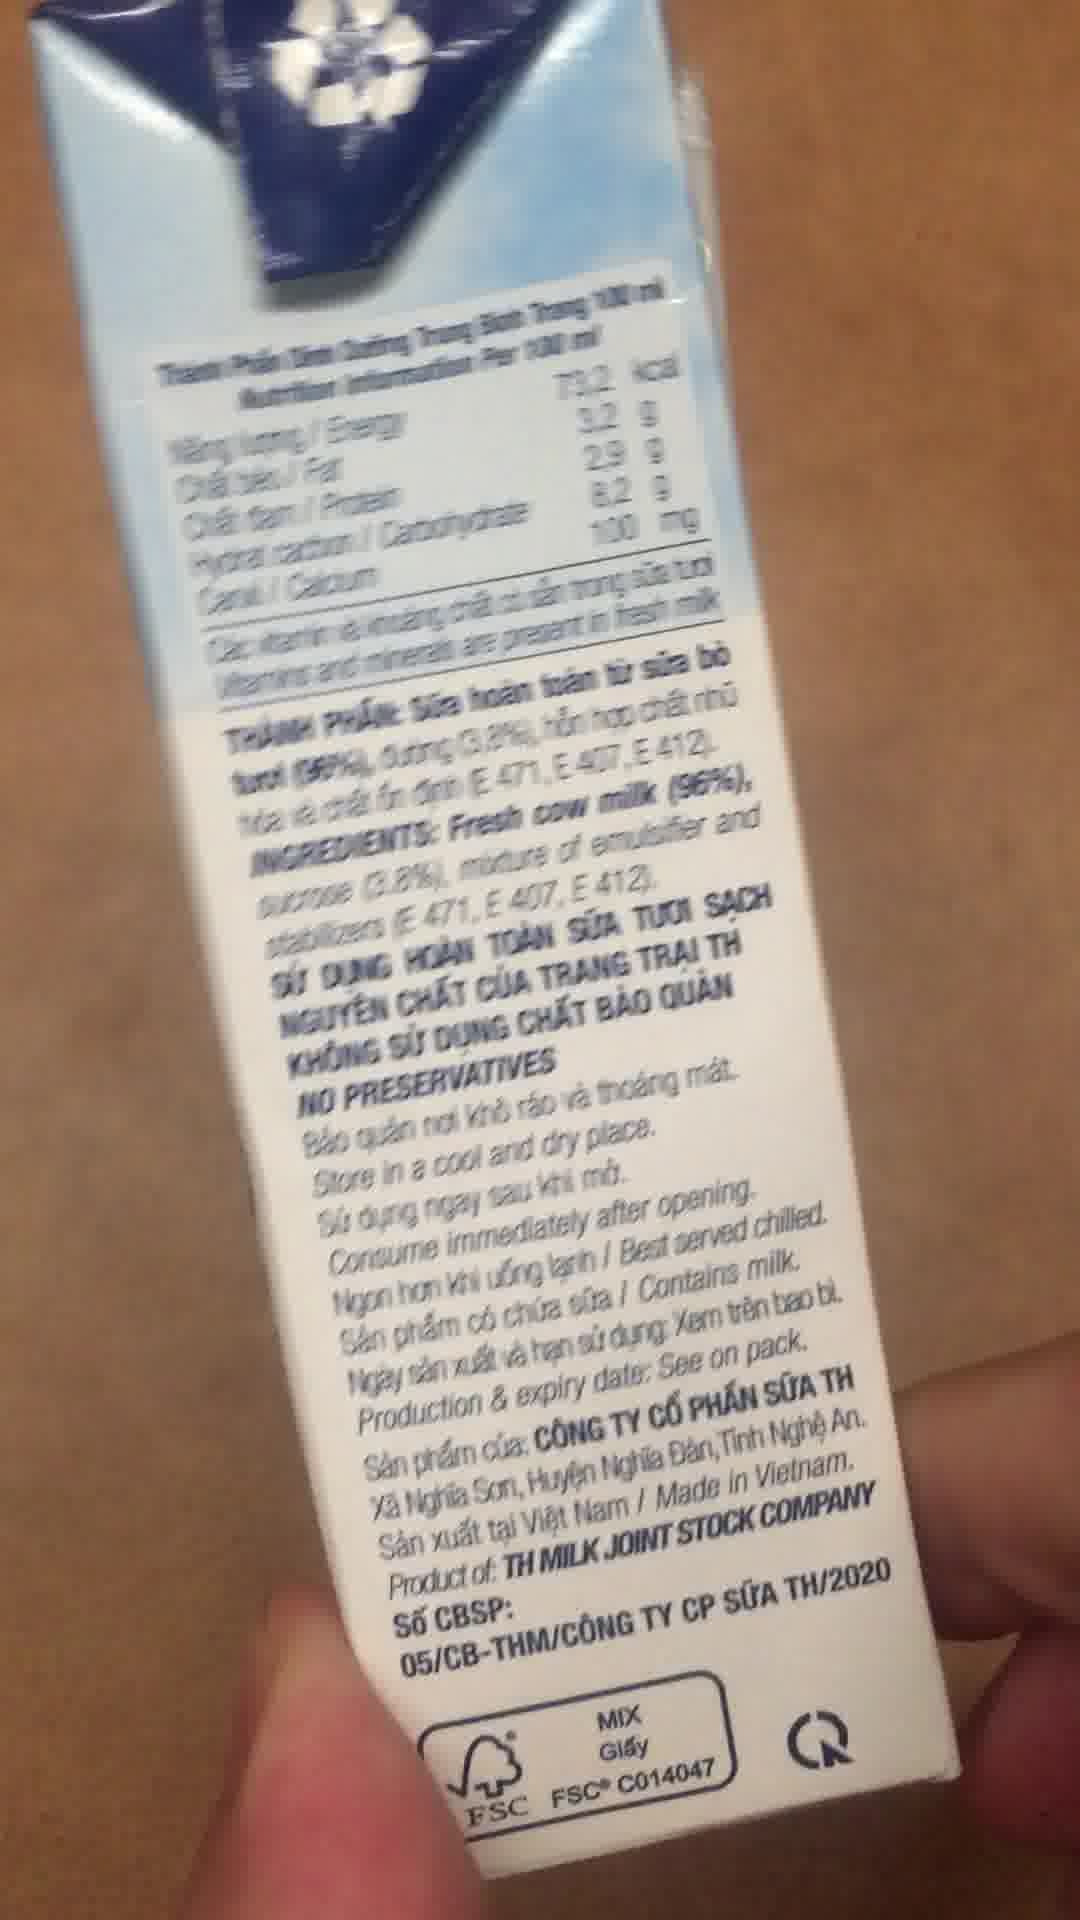 Thành Phần Dinh Dưỡng Trung Bình Trong 100 ml
Nutrition Information Per 100 ml
Năng lượng / Energy 73.2 kcal
Chất béo / Fat 3.2 g
Chất đạm / Protein 2.9 g
Hydrat carbon / Carbohydrate 8.2 g
Canxi / Calcium 100 mg
Các vitamin và khoáng chất có sẵn trong sữa tươi
Vitamins and minerals are present in fresh milk
THÀNH PHẦN: Sữa hoàn toàn từ sữa bò
tươi (96%), đường (3.8%), hỗn hợp chất nhũ
hóa và chất ổn định (E 471, E 407, E 412).
INGREDIENTS: Fresh cow milk (96%),
sucrose (3.8%), mixture of emulsifier and
stabilizers (E 471, E 407, E 412).
SỬ DỤNG HOÀN TOÀN SỮA TƯƠI SẠCH
NGUYÊN CHẤT CỦA TRANG TRẠI TH
KHÔNG SỬ DỤNG CHẤT BẢO QUẢN
NO PRESERVATIVES
Bảo quản nơi khô ráo và thoáng mát.
Store in a cool and dry place.
Sử dụng ngay sau khi mở.
Consume immediately after opening.
Ngon hơn khi uống lạnh / Best served chilled.
Sản phẩm có chứa sữa / Contains milk.
Ngày sản xuất và hạn sử dụng: Xem trên bao bì.
Production & expiry date: See on pack.
Sản phẩm của: CÔNG TY CỔ PHẦN SỮA TH
Xã Nghĩa Sơn, Huyện Nghĩa Đàn, Tỉnh Nghệ An.
Sản xuất tại Việt Nam / Made in Vietnam.
Product of: TH MILK JOINT STOCK COMPANY
Số CBSP:
05/CB-THM/CÔNG TY CP SỮA TH/2020
MIX
Giấy
FSC FSC® C014047